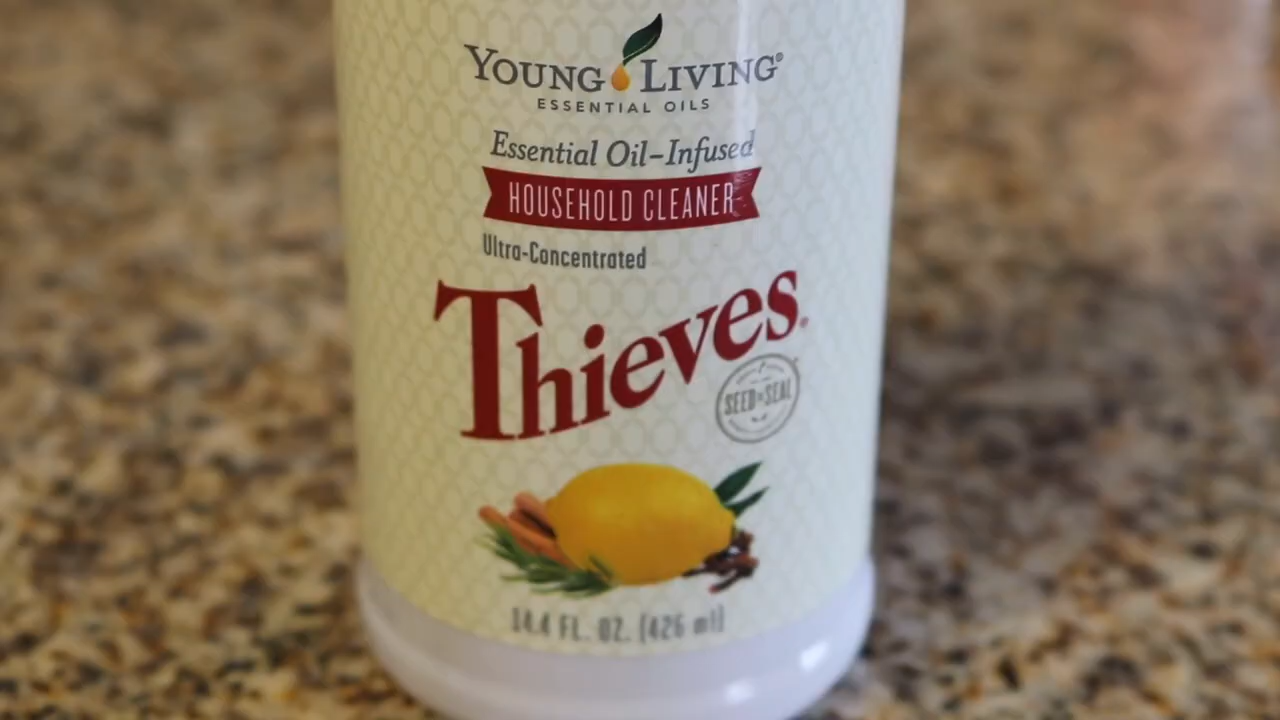 YOUNG LIVING®
ESSENTIAL OILS
Essential Oil-Infused
HOUSEHOLD CLEANER
Ultra-Concentrated
Thieves®
SEED TO SEAL
14.4 FL. OZ. (426 ml)